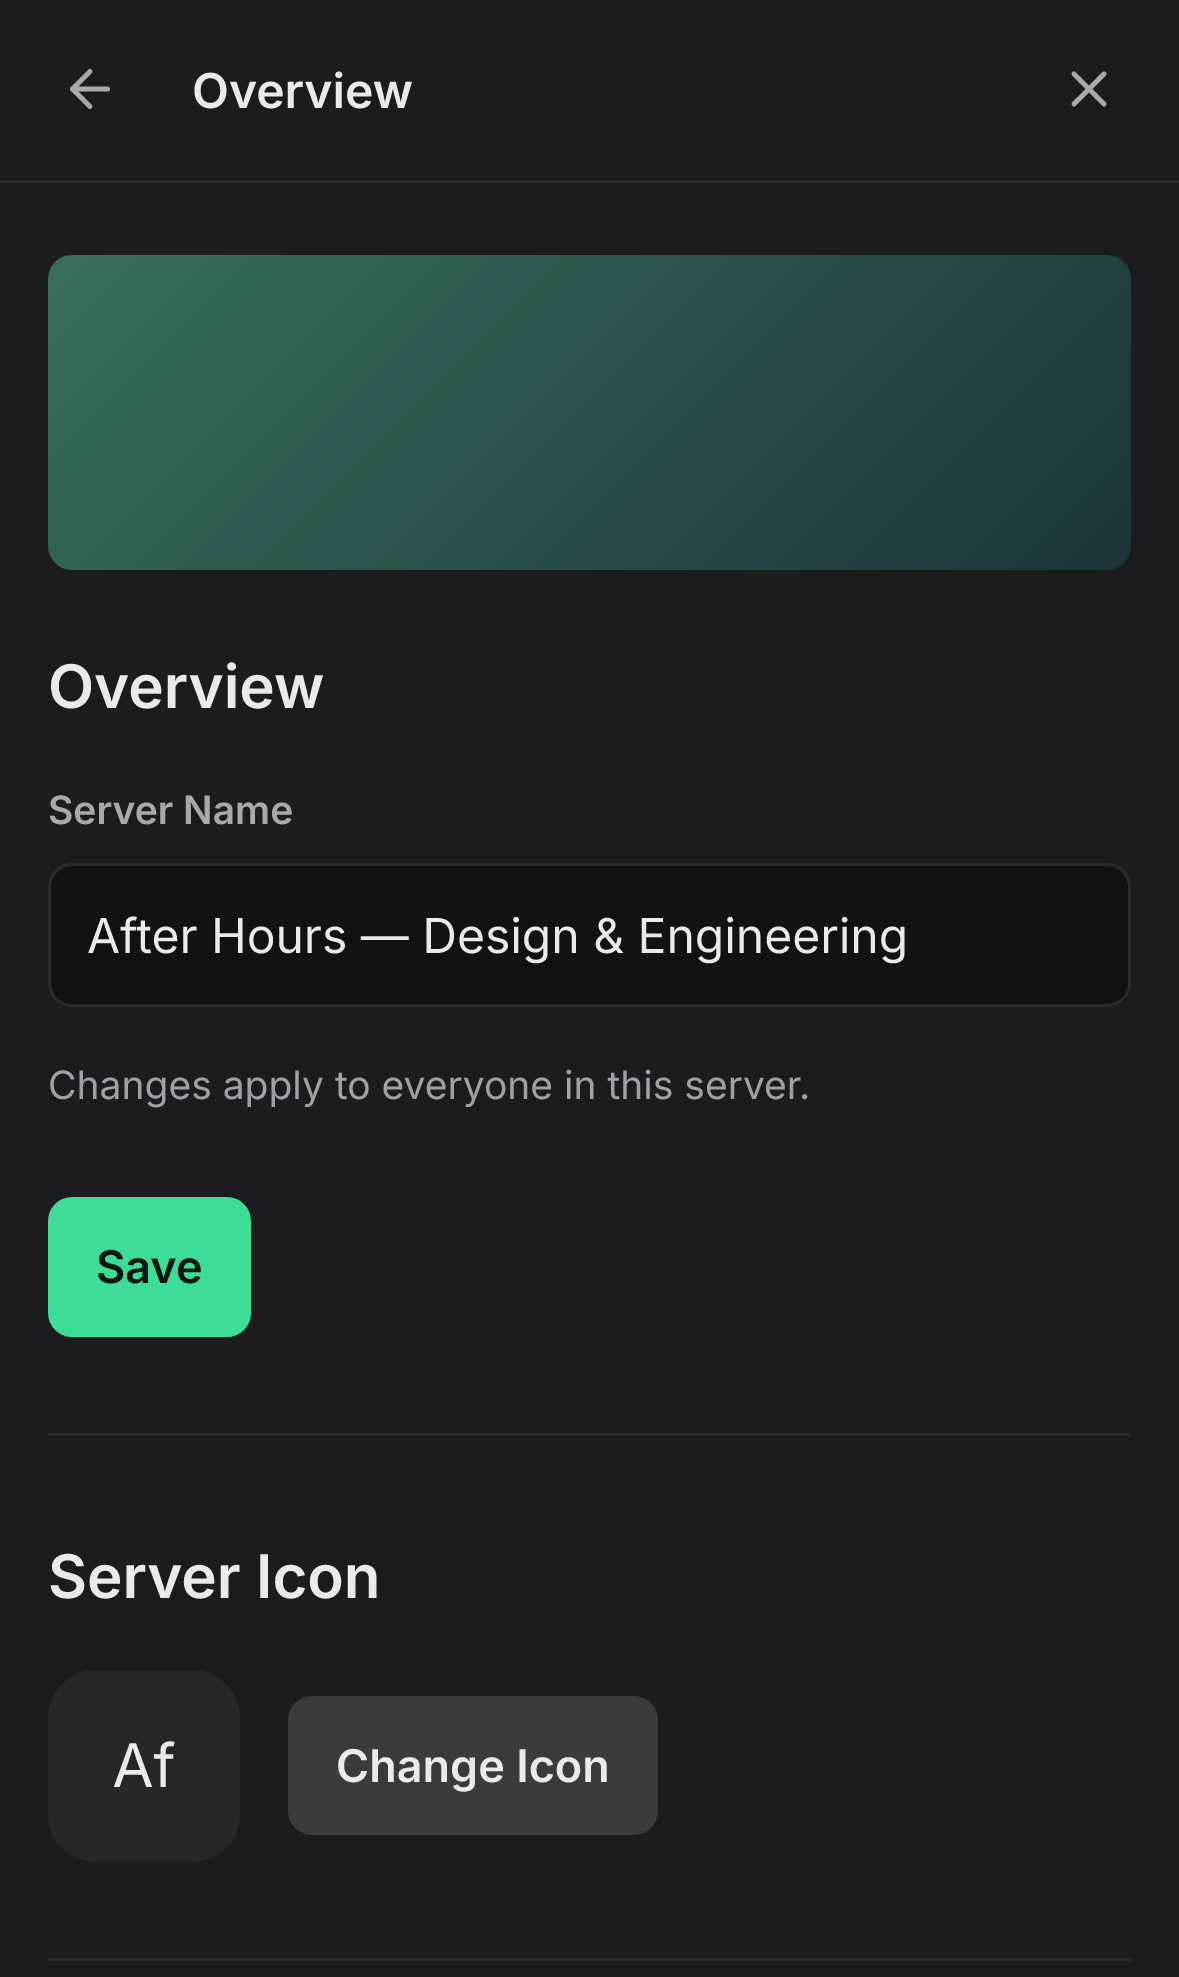 Overview
Overview
Server Name
After Hours — Design & Engineering
Changes apply to everyone in this server.
Save
Server Icon
Af
Change Icon